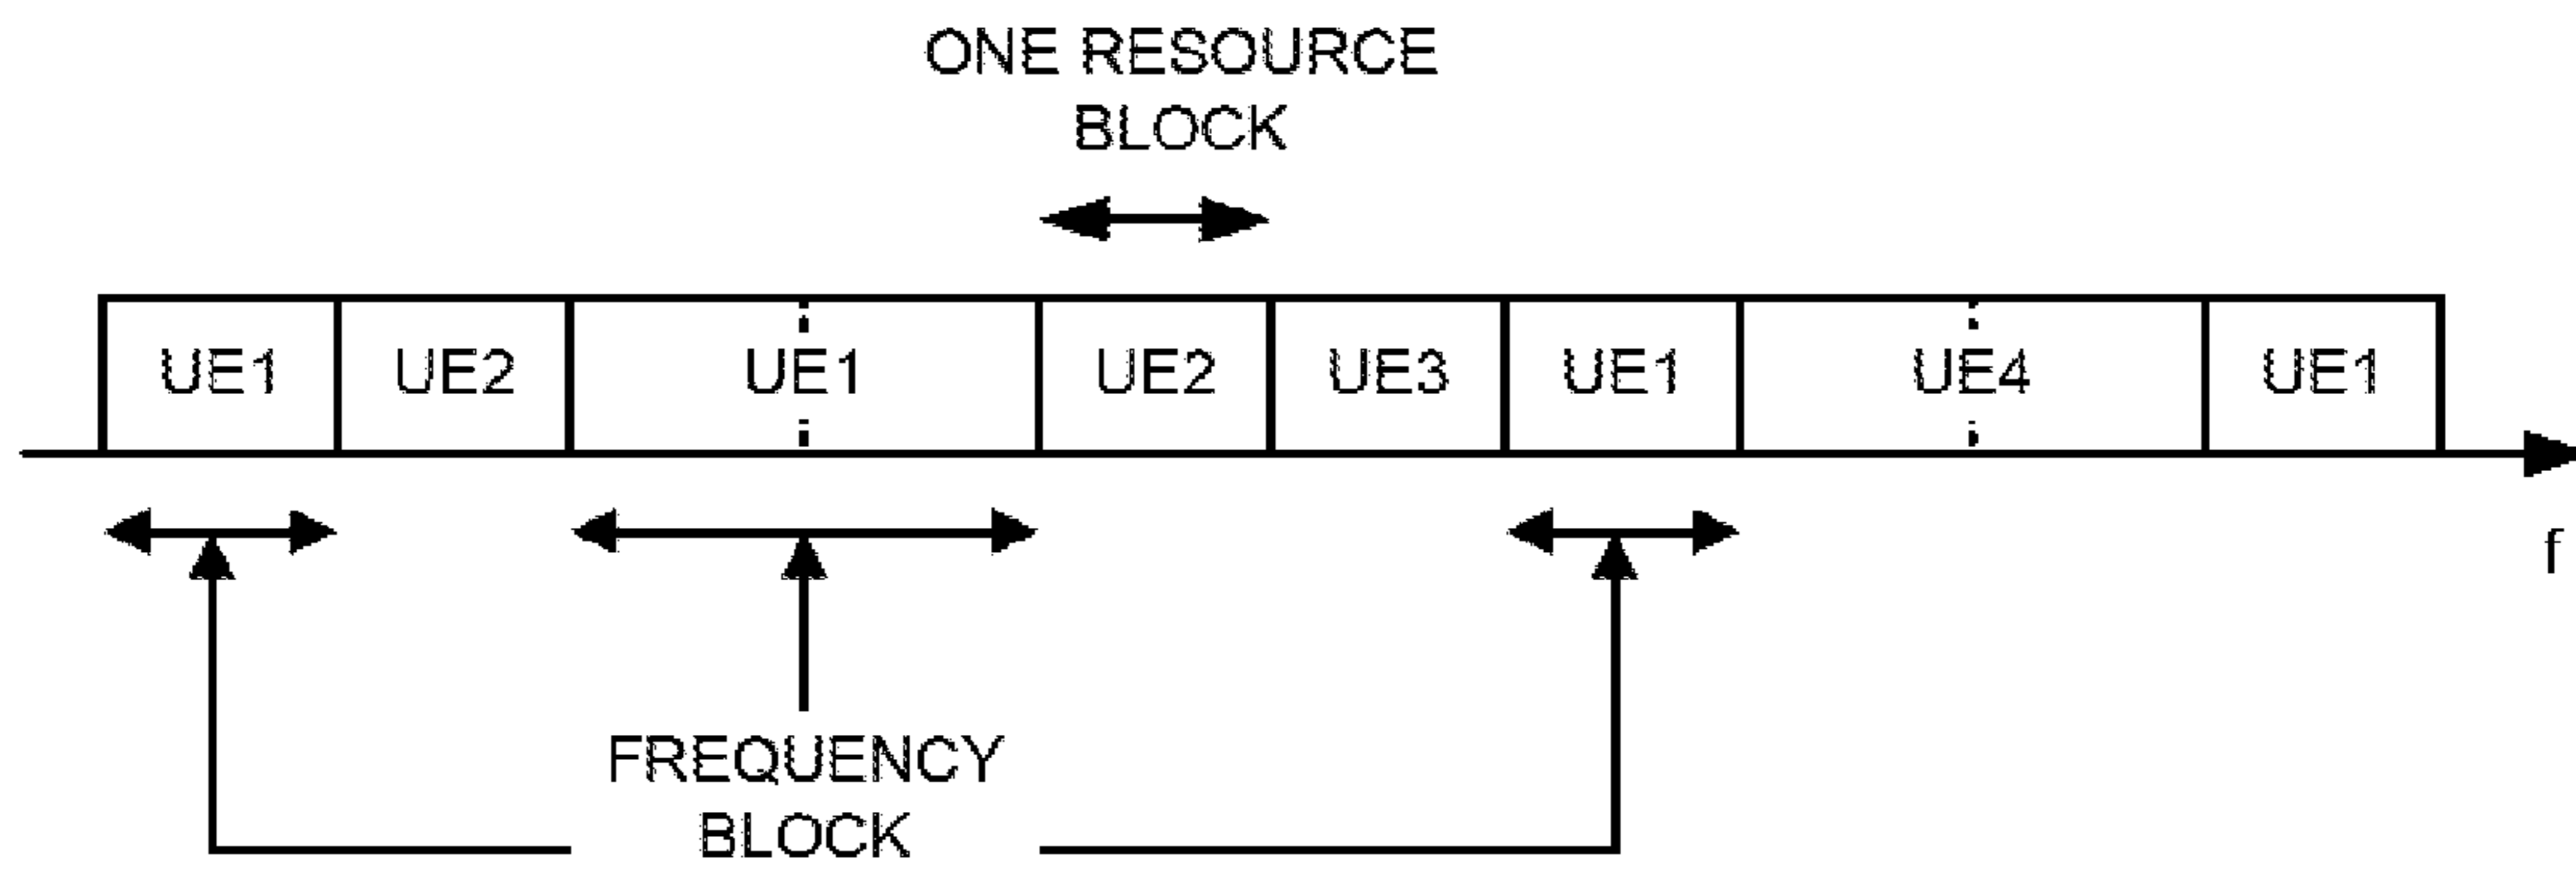 ONE RESOURCE
BLOCK
UE1 UE2 UE1 UE2 UE3 UE1 UE4 UE1
f
FREQUENCY
BLOCK